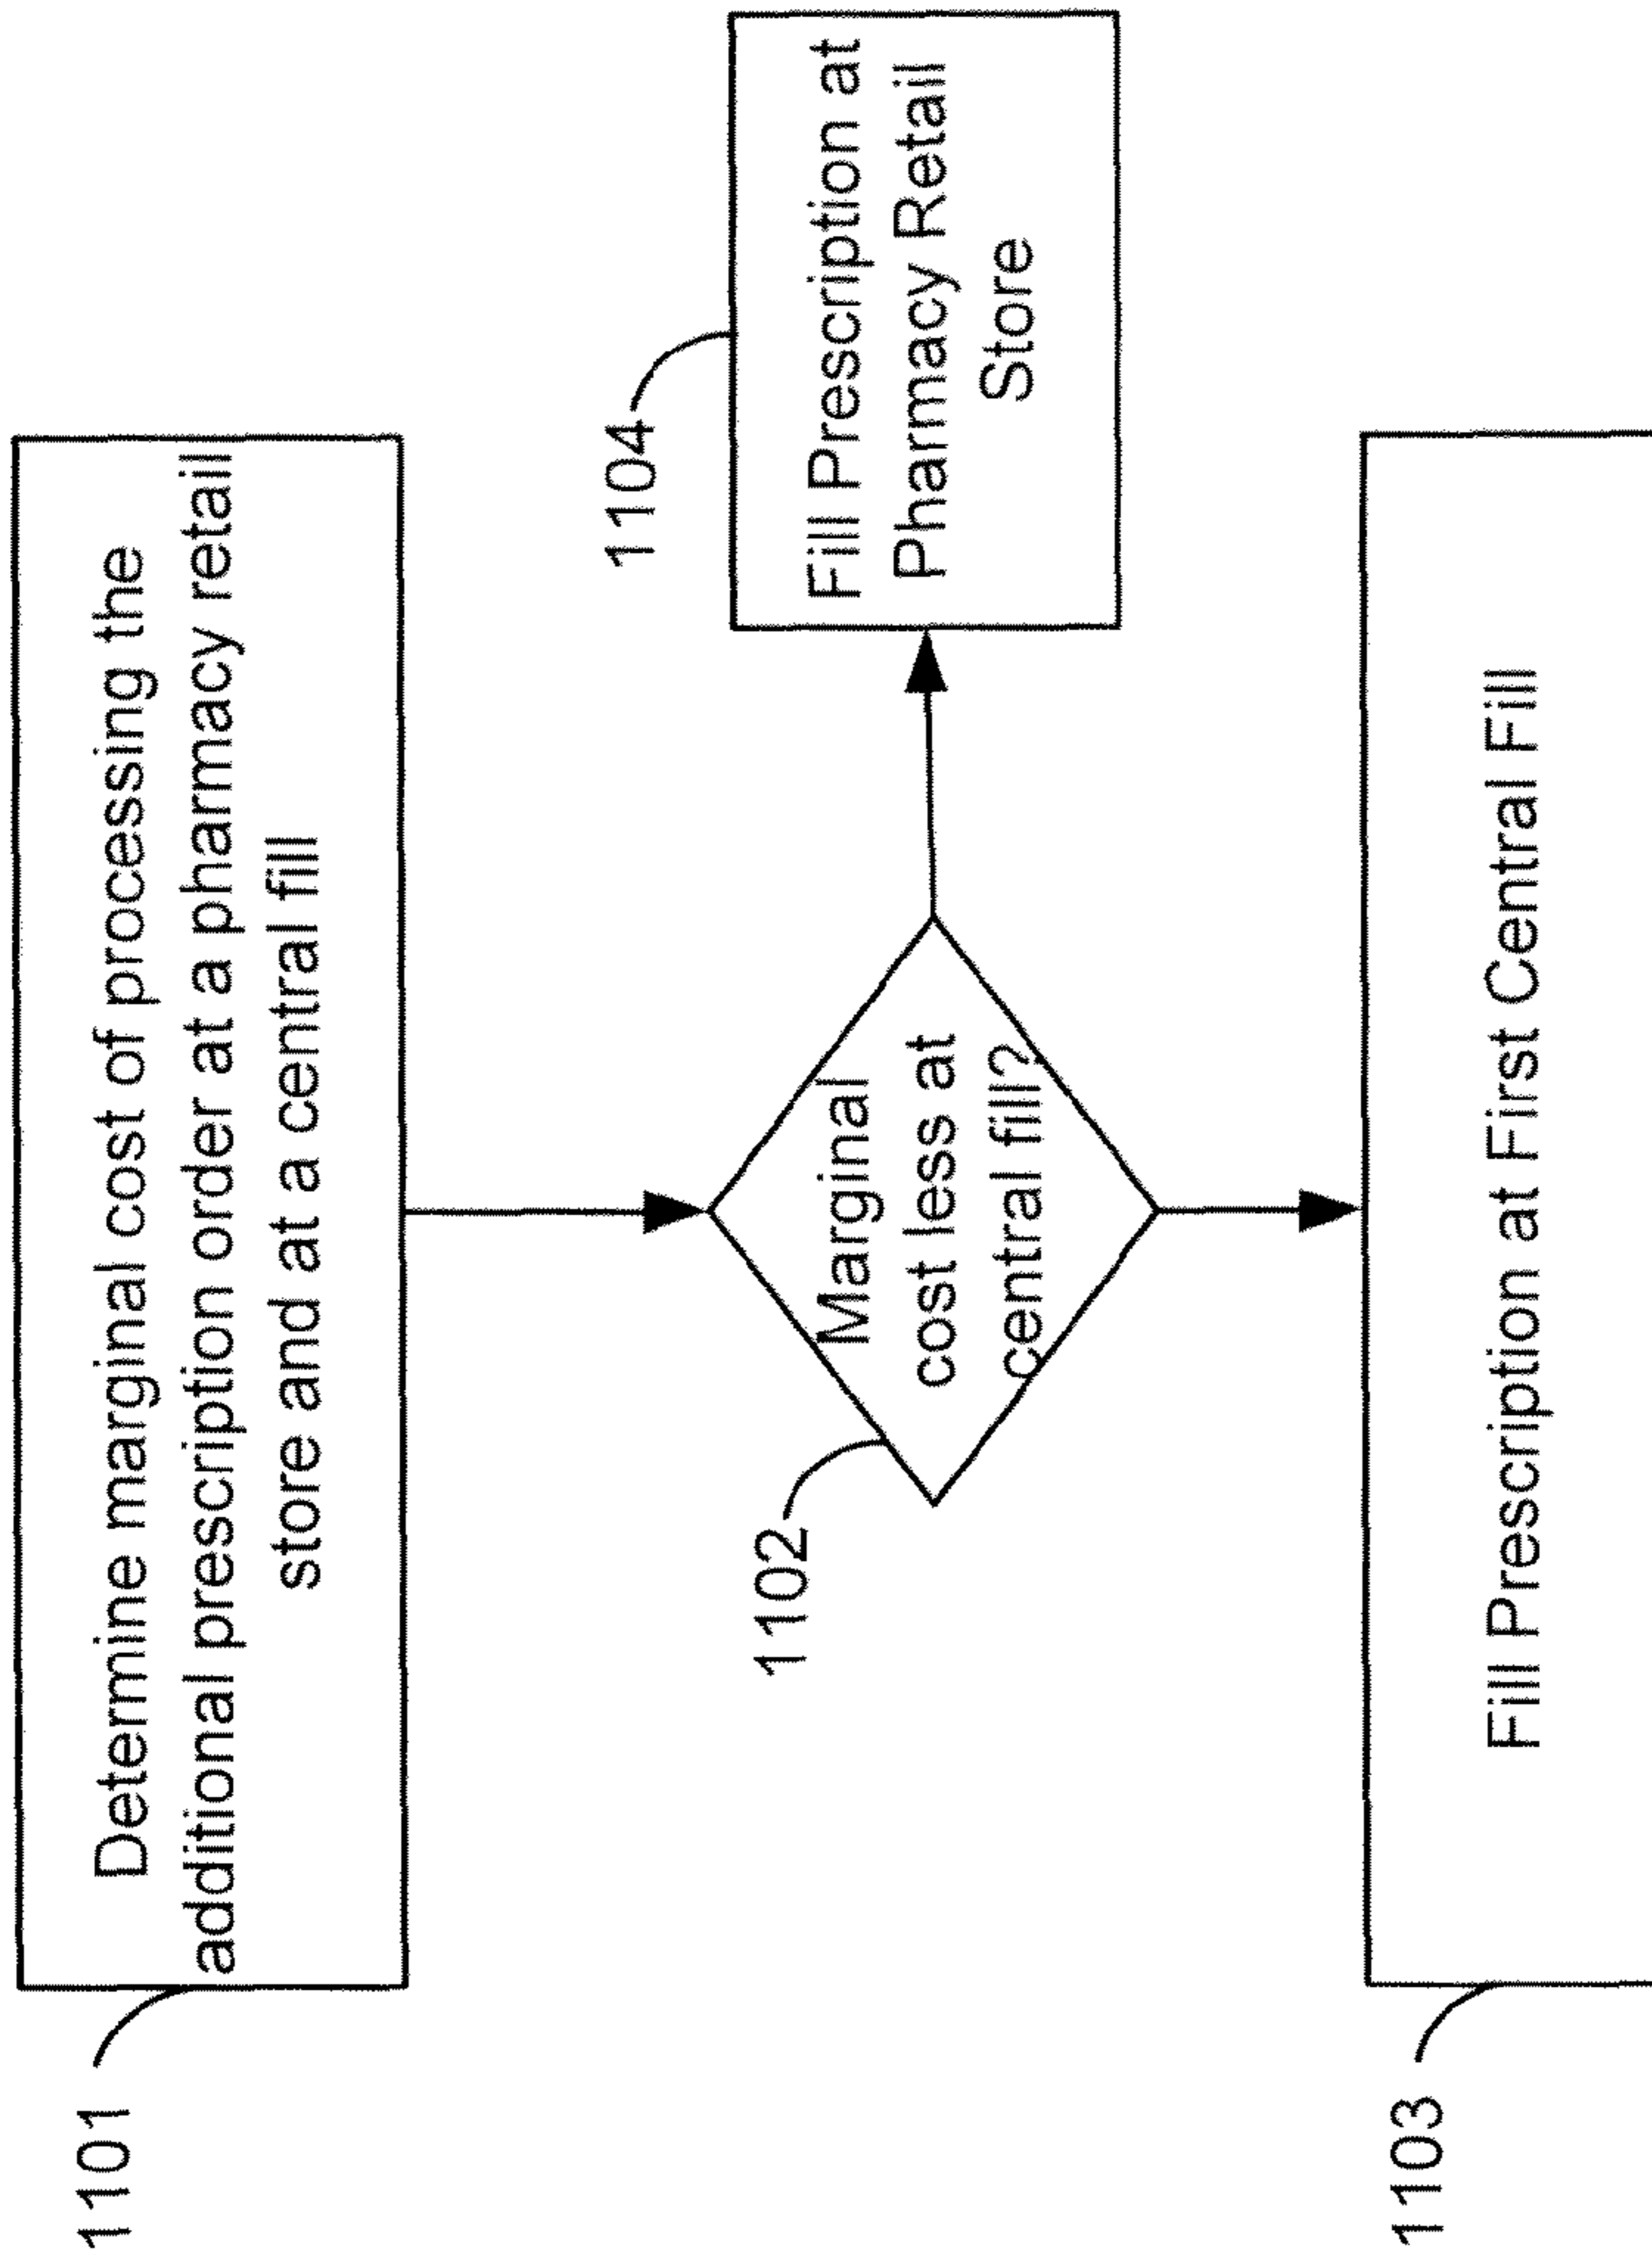 1101
Determine marginal cost of processing the
additional prescription order at a pharmacy retail
store and at a central fill
1102
Marginal
cost less at
central fill?
1104
Fill Prescription at
Pharmacy Retail
Store
1103
Fill Prescription at First Central Fill